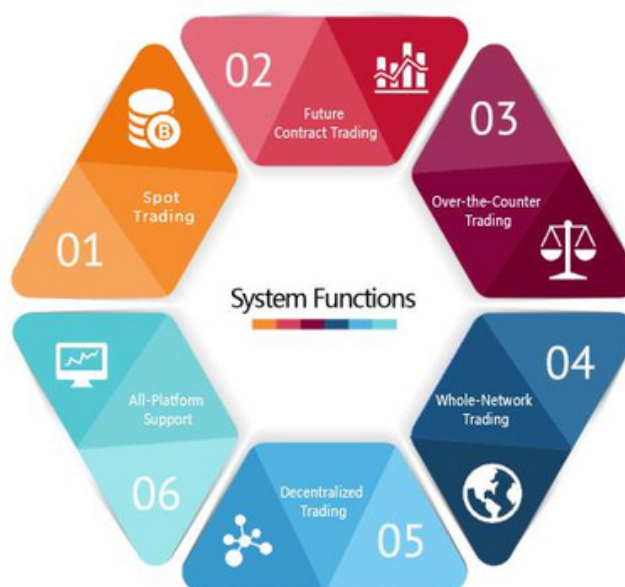 System Functions
01
Spot
Trading
02
Future
Contract Trading
03
Over-the-Counter
Trading
04
Whole-Network
Trading
05
Decentralized
Trading
06
All-Platform
Support
B